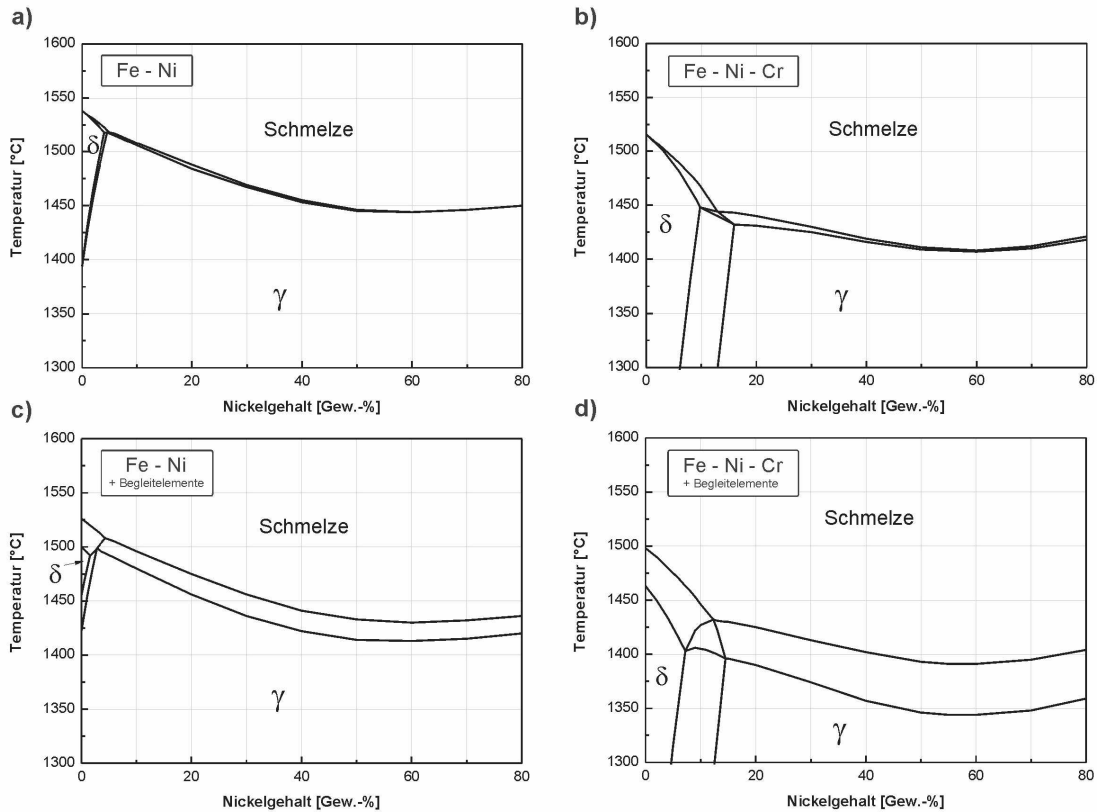 a)
Fe - Ni
Schmelze
δ
γ
Temperatur [°C]
1600
1550
1500
1450
1400
1350
1300
0
20
40
60
80
Nickelgehalt [Gew.-%]
b)
Fe - Ni - Cr
Schmelze
δ
γ
Temperatur [°C]
1600
1550
1500
1450
1400
1350
1300
0
20
40
60
80
Nickelgehalt [Gew.-%]
c)
Fe - Ni
+ Begleitelemente
Schmelze
δ
γ
Temperatur [°C]
1600
1550
1500
1450
1400
1350
1300
0
20
40
60
80
Nickelgehalt [Gew.-%]
d)
Fe - Ni - Cr
+ Begleitelemente
Schmelze
δ
γ
Temperatur [°C]
1600
1550
1500
1450
1400
1350
1300
0
20
40
60
80
Nickelgehalt [Gew.-%]